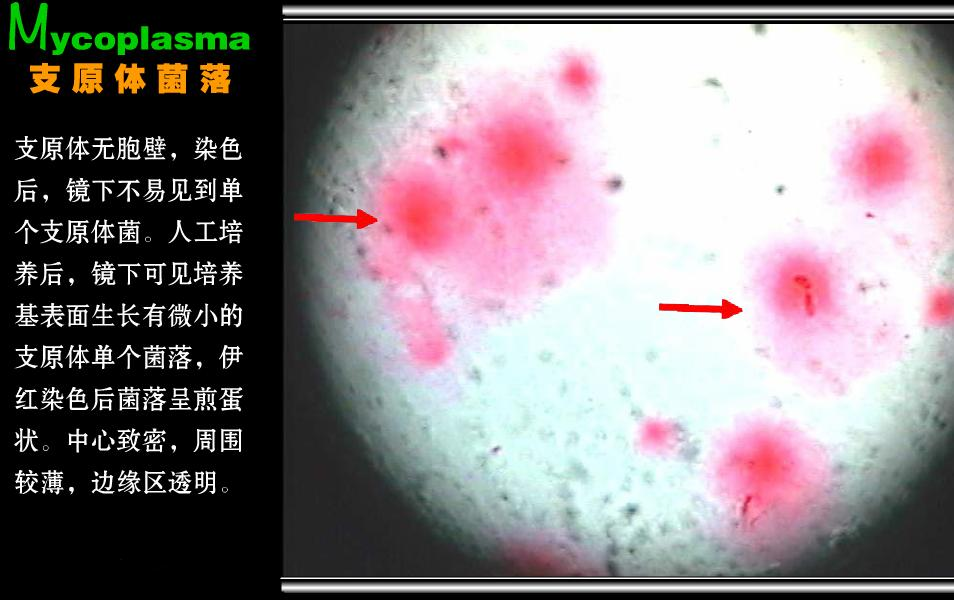 Mycoplasma
支原体菌落
支原体无胞壁，染色
后，镜下不易见到单
个支原体菌。人工培
养后，镜下可见培养
基表面生长有微小的
支原体单个菌落，伊
红染色后菌落呈煎蛋
状。中心致密，周围
较薄，边缘区透明。